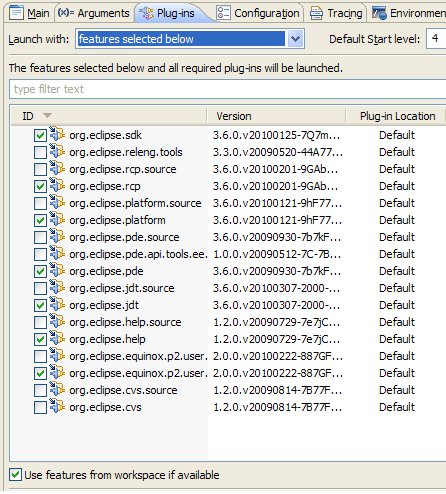 Main (x)= Arguments Plug-ins Configuration Tracing Environmen
Launch with: features selected below Default Start level: 4
The features selected below and all required plug-ins will be launched.
type filter text
ID Version Plug-in Location
org.eclipse.sdk 3.6.0.v20100125-7Q7m... Default
org.eclipse.releng.tools 3.3.0.v20090520-44A77... Default
org.eclipse.rcp.source 3.6.0.v20100201-9GAb... Default
org.eclipse.rcp 3.6.0.v20100201-9GAb... Default
org.eclipse.platform.source 3.6.0.v20100121-9hF77... Default
org.eclipse.platform 3.6.0.v20100121-9hF77... Default
org.eclipse.pde.source 3.6.0.v20090930-7b7kF... Default
org.eclipse.pde.api.tools.ee... 1.0.0.v20090512-7C-7B... Default
org.eclipse.pde 3.6.0.v20090930-7b7kF... Default
org.eclipse.jdt.source 3.6.0.v20100307-2000-... Default
org.eclipse.jdt 3.6.0.v20100307-2000-... Default
org.eclipse.help.source 1.2.0.v20090729-7e7jC... Default
org.eclipse.help 1.2.0.v20090729-7e7jC... Default
org.eclipse.equinox.p2.user... 2.0.0.v20100222-887GF... Default
org.eclipse.equinox.p2.user... 2.0.0.v20100222-887GF... Default
org.eclipse.cvs.source 1.2.0.v20090814-7B77F... Default
org.eclipse.cvs 1.2.0.v20090814-7B77F... Default
Use features from workspace if available